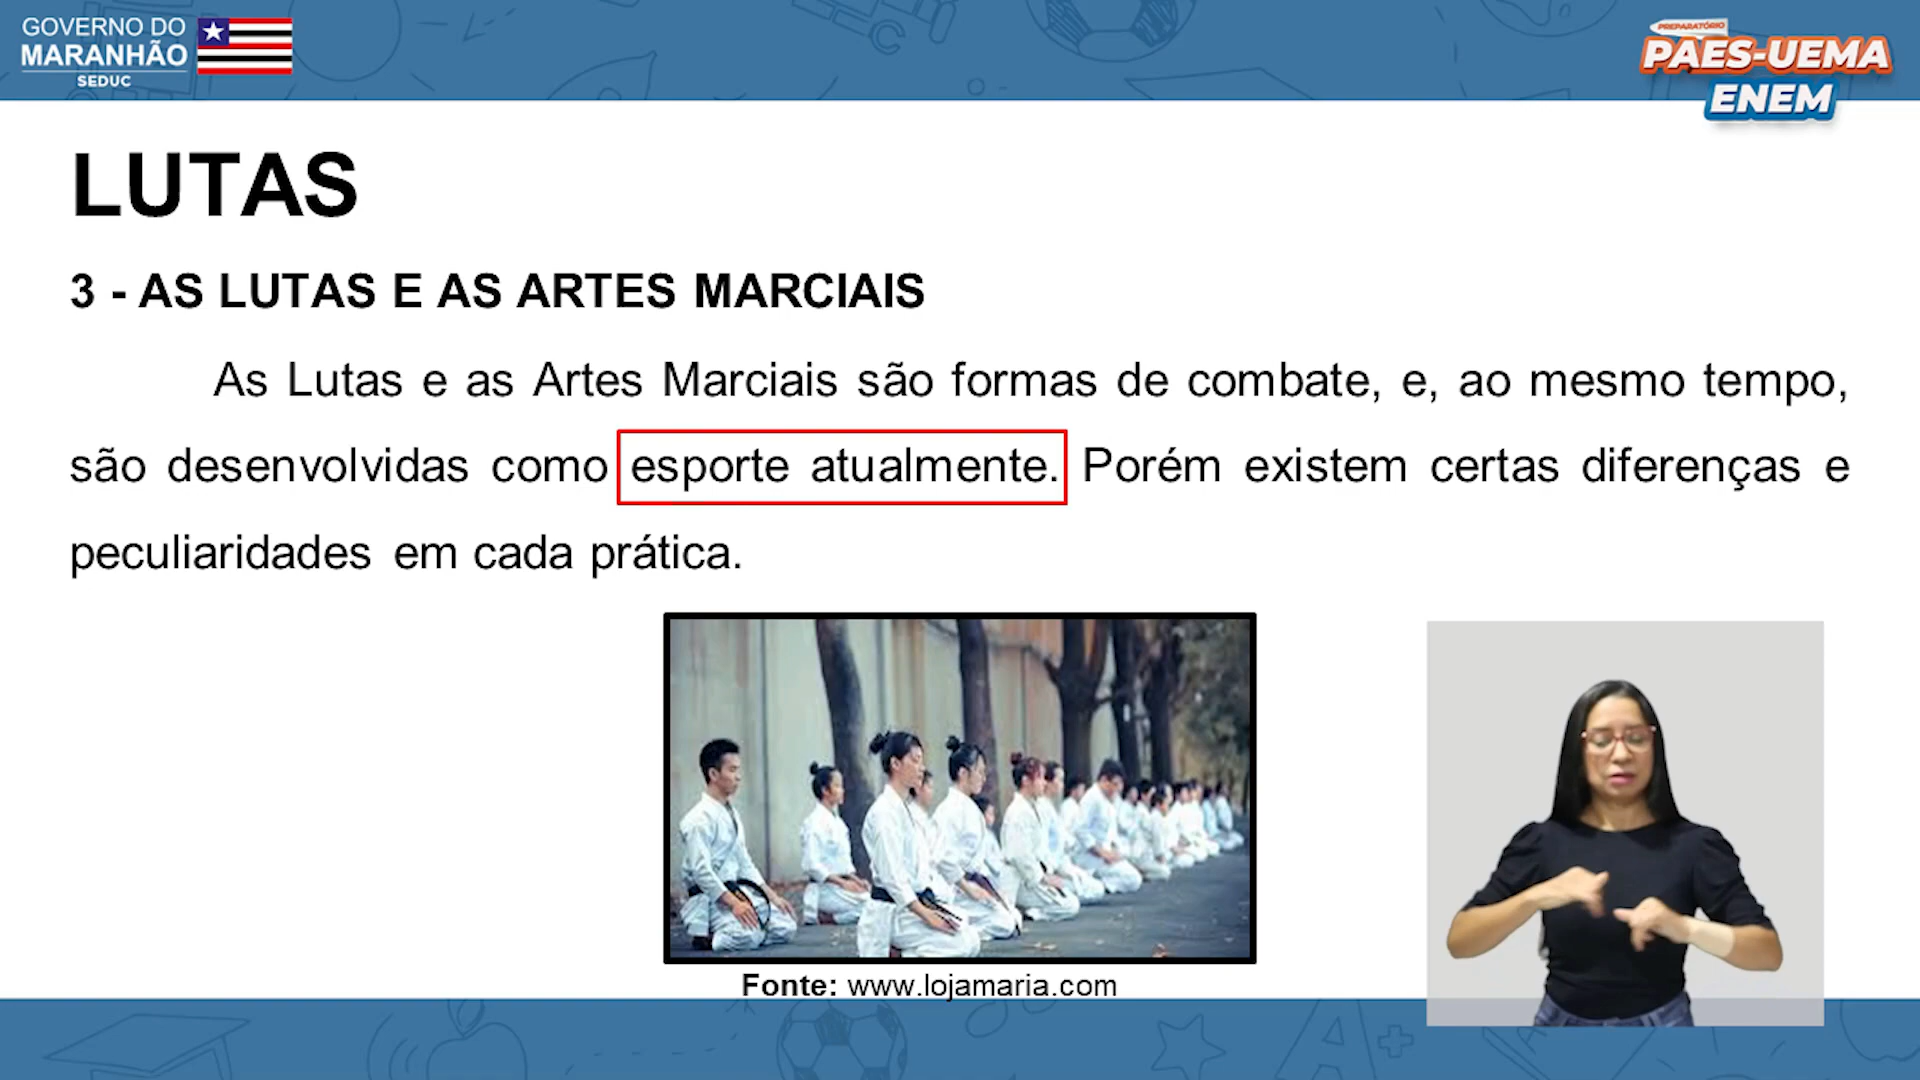 GOVERNO DO
MARANHÃO
SEDUC
PREPARATÓRIO
PAES-UEMA
ENEM
LUTAS
3 - AS LUTAS E AS ARTES MARCIAIS
As Lutas e as Artes Marciais são formas de combate, e, ao mesmo tempo,
são desenvolvidas como esporte atualmente. Porém existem certas diferenças e
peculiaridades em cada prática.
Fonte: www.lojamaria.com